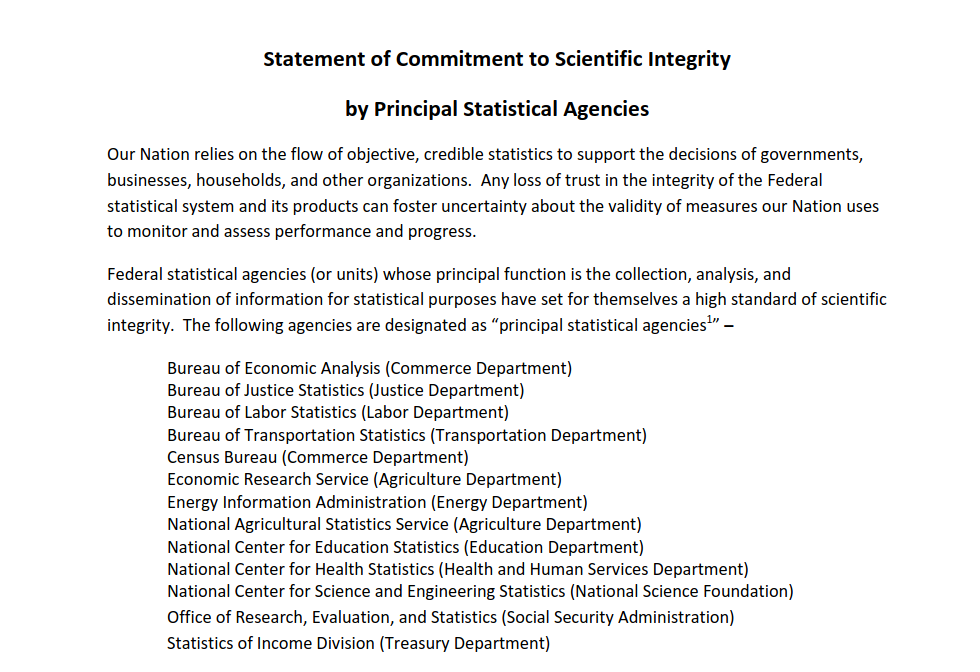 Statement of Commitment to Scientific Integrity
by Principal Statistical Agencies
Our Nation relies on the flow of objective, credible statistics to support the decisions of governments,
businesses, households, and other organizations.  Any loss of trust in the integrity of the Federal
statistical system and its products can foster uncertainty about the validity of measures our Nation uses
to monitor and assess performance and progress.
Federal statistical agencies (or units) whose principal function is the collection, analysis, and
dissemination of information for statistical purposes have set for themselves a high standard of scientific
integrity.  The following agencies are designated as “principal statistical agencies¹” –
Bureau of Economic Analysis (Commerce Department)
Bureau of Justice Statistics (Justice Department)
Bureau of Labor Statistics (Labor Department)
Bureau of Transportation Statistics (Transportation Department)
Census Bureau (Commerce Department)
Economic Research Service (Agriculture Department)
Energy Information Administration (Energy Department)
National Agricultural Statistics Service (Agriculture Department)
National Center for Education Statistics (Education Department)
National Center for Health Statistics (Health and Human Services Department)
National Center for Science and Engineering Statistics (National Science Foundation)
Office of Research, Evaluation, and Statistics (Social Security Administration)
Statistics of Income Division (Treasury Department)